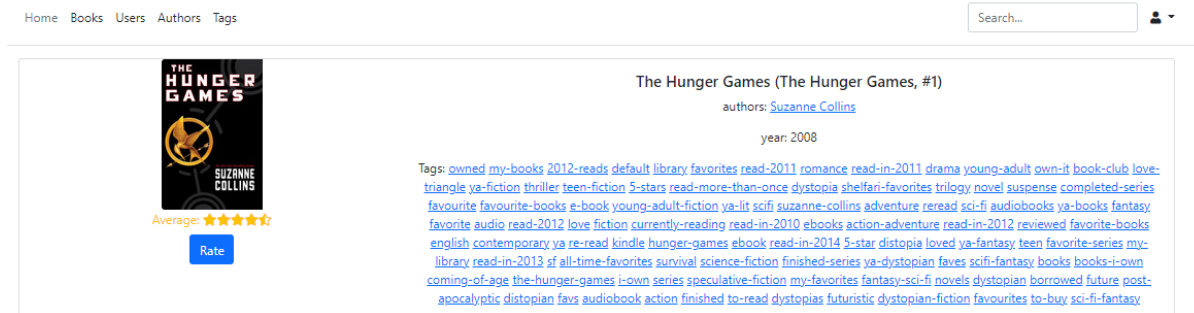 Home Books Users Authors Tags
Search...
THE
HUNGER
GAMES
SUZANNE
COLLINS
Average:
Rate
The Hunger Games (The Hunger Games, #1)
authors: Suzanne Collins
year: 2008
Tags: owned my-books 2012-reads default library favorites read-2011 romance read-in-2011 drama young-adult own-it book-club love-
triangle ya-fiction thriller teen-fiction 5-stars read-more-than-once dystopia shelfari-favorites trilogy novel suspense completed-series
favourite favourite-books e-book young-adult-fiction ya-lit scifi suzanne-collins adventure reread sci-fi audiobooks ya-books fantasy
favorite audio read-2012 love fiction currently-reading read-in-2010 ebooks action-adventure read-in-2012 reviewed favorite-books
english contemporary ya re-read kindle hunger-games ebook read-in-2014 5-star distopia loved ya-fantasy teen favorite-series my-
library read-in-2013 sf all-time-favorites survival science-fiction finished-series ya-dystopian faves scifi-fantasy books books-i-own
coming-of-age the-hunger-games i-own series speculative-fiction my-favorites fantasy-sci-fi novels dystopian borrowed future post-
apocalyptic distopian favs audiobook action finished to-read dystopias futuristic dystopian-fiction favourites to-buy sci-fi-fantasy